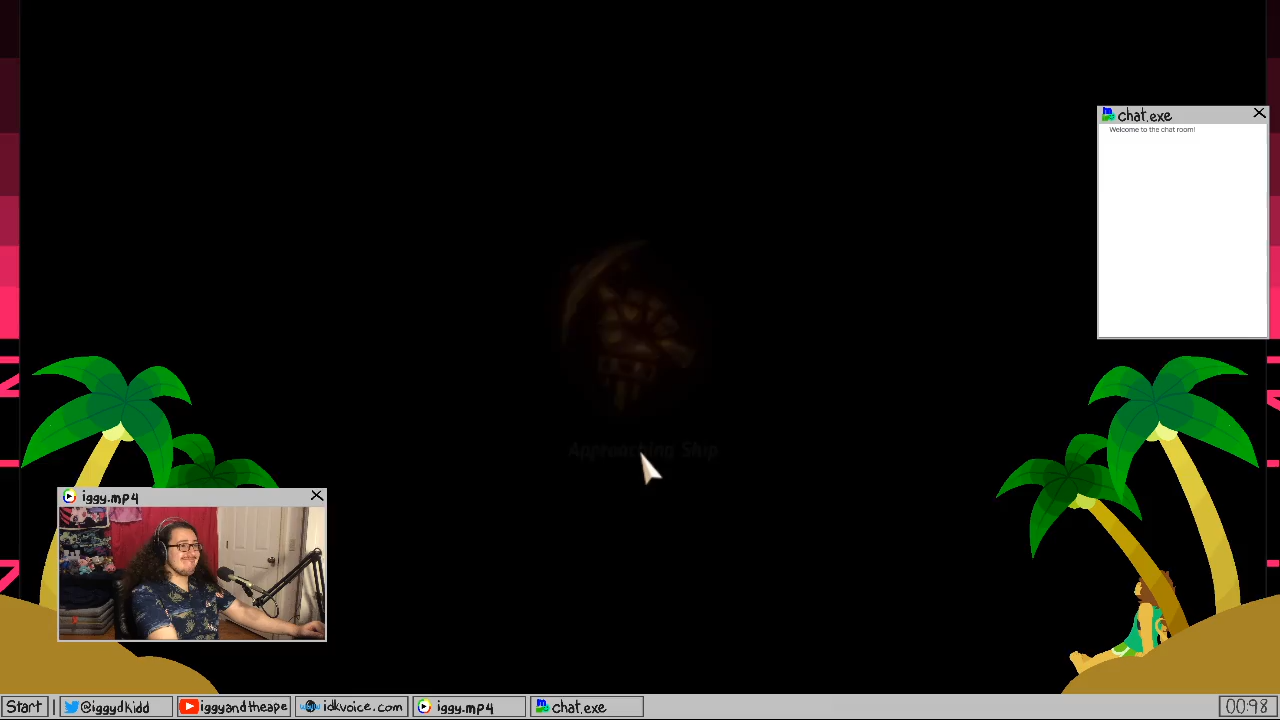 chat.exe
Welcome to the chat room!
Approaching Ship
iggy.mp4
Start
@iggydkidd
iggyandtheape
idkvoice.com
iggy.mp4
chat.exe
00:98